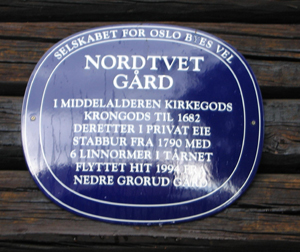 SELSKABET FOR OSLO BYES VEL
NORDTVET
GÅRD
I MIDDELALDEREN KIRKEGODS
KRONGODS TIL 1682
DERETTER I PRIVAT EIE
STABBUR FRA 1790 MED
6 LINNORMER I TÅRNET
FLYTTET HIT 1994 FRA
NEDRE GRORUD GÅRD